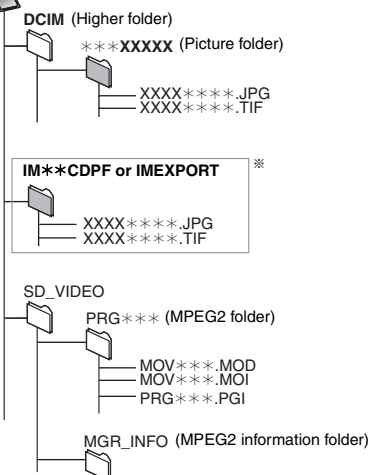 DCIM (Higher folder)
∗∗∗XXXXX (Picture folder)
XXXX∗∗∗∗.JPG
XXXX∗∗∗∗.TIF
IM∗∗CDPF or IMEXPORT ※
XXXX∗∗∗∗.JPG
XXXX∗∗∗∗.TIF
SD_VIDEO
PRG∗∗∗ (MPEG2 folder)
MOV∗∗∗.MOD
MOV∗∗∗.MOI
PRG∗∗∗.PGI
MGR_INFO (MPEG2 information folder)